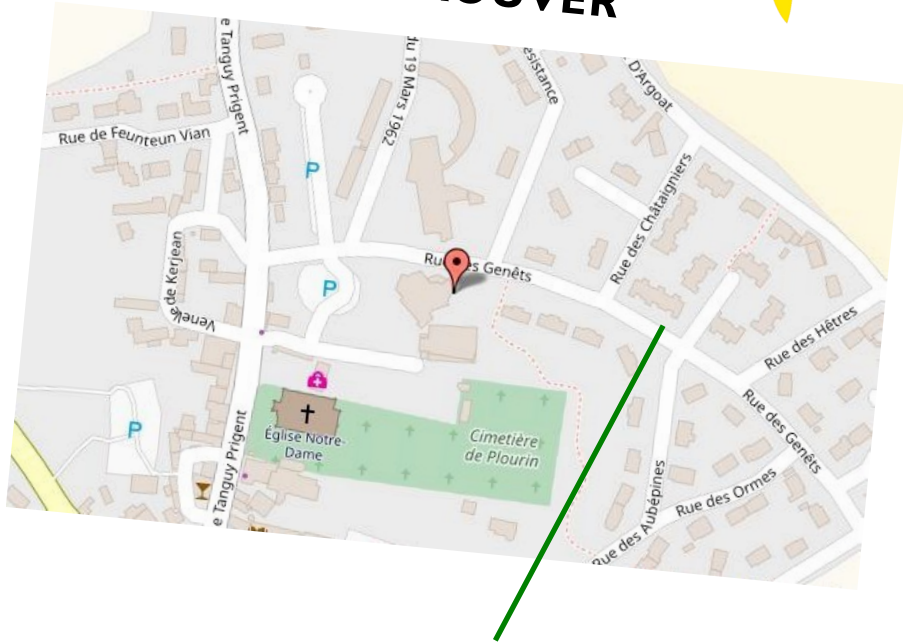 OUVER
e Tanguy Prigent
du 19 Mars 1962
ésistance
D'Argoat
Rue de Feunteun Vian
P
Rue des Châtaigniers
Venelle de Kerjean
Rue des Genêts
P
Rue des Hêtres
P
Église Notre-
Dame
Cimetière
de Plourin
Rue des Genêts
e Tanguy Prigent
Rue des Ormes
Rue des Aubépines